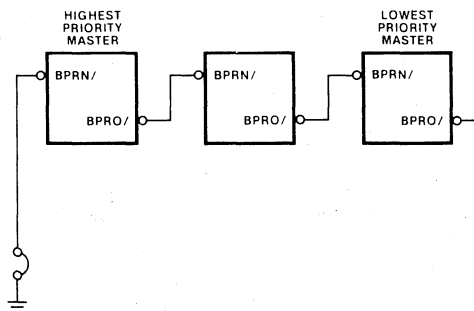 HIGHEST
PRIORITY
MASTER
LOWEST
PRIORITY
MASTER
BPRN/
BPRN/
BPRN/
BPRO/
BPRO/
BPRO/